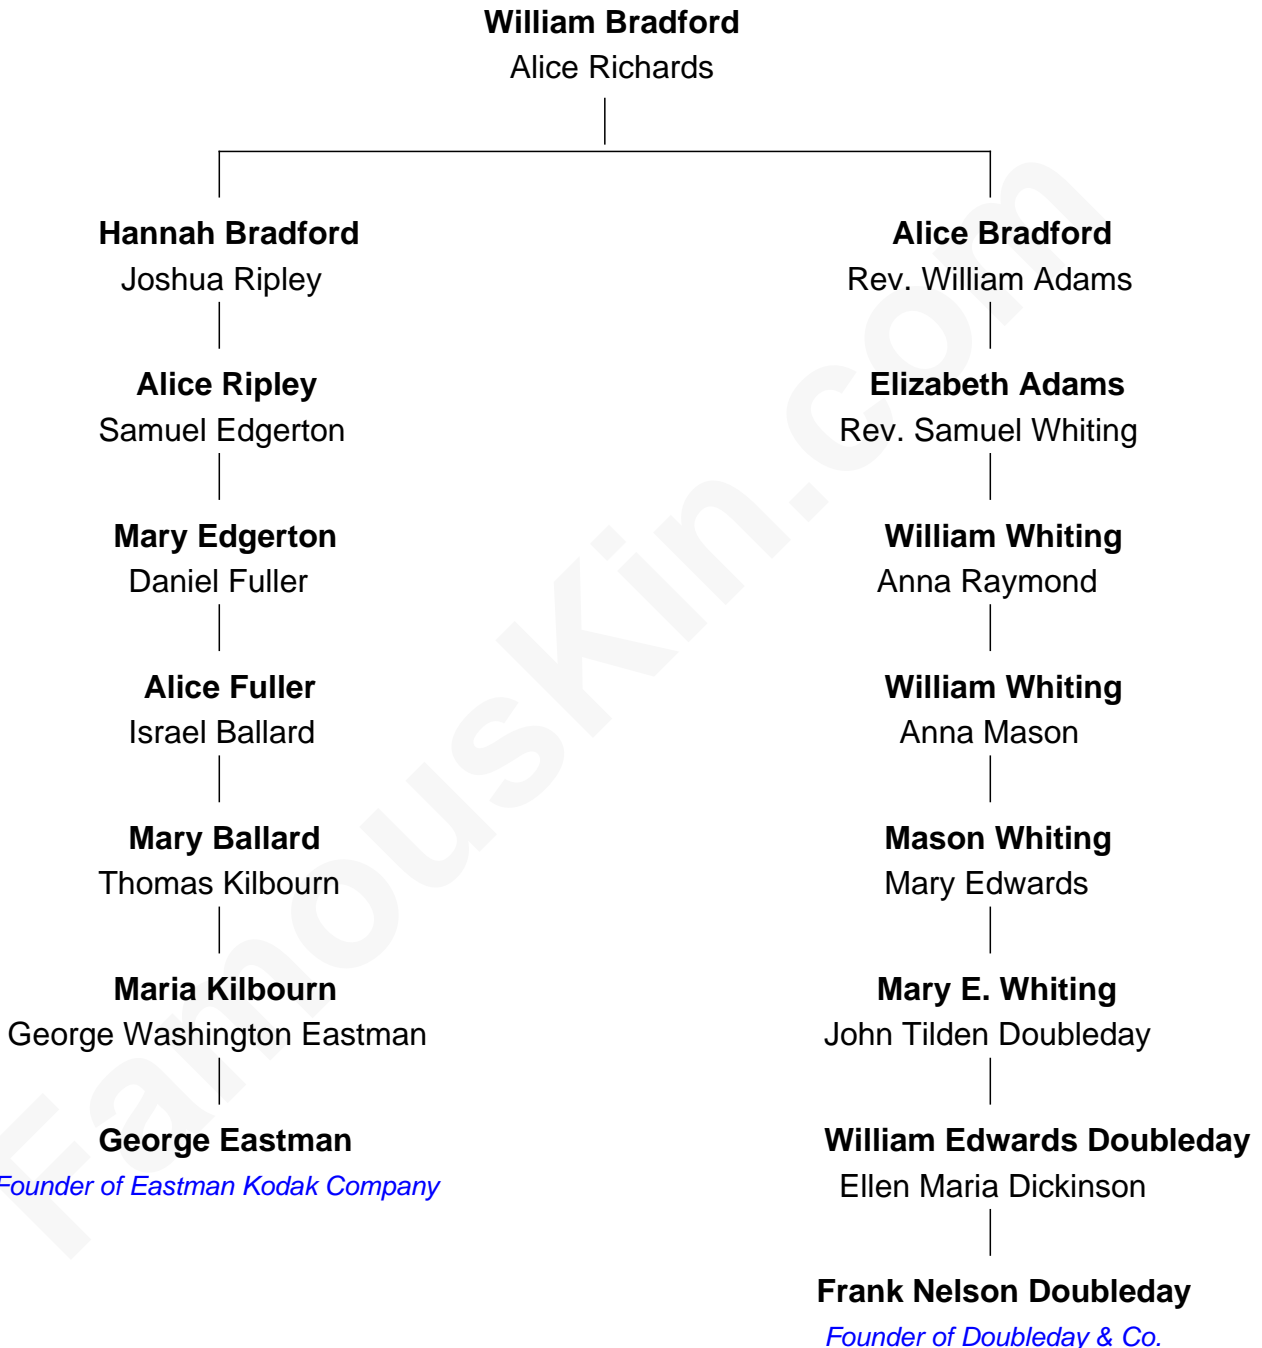 William Bradford
Alice Richards
Hannah Bradford
Joshua Ripley
Alice Ripley
Samuel Edgerton
Mary Edgerton
Daniel Fuller
Alice Fuller
Israel Ballard
Mary Ballard
Thomas Kilbourn
Maria Kilbourn
George Washington Eastman
George Eastman
Founder of Eastman Kodak Company
Alice Bradford
Rev. William Adams
Elizabeth Adams
Rev. Samuel Whiting
William Whiting
Anna Raymond
William Whiting
Anna Mason
Mason Whiting
Mary Edwards
Mary E. Whiting
John Tilden Doubleday
William Edwards Doubleday
Ellen Maria Dickinson
Frank Nelson Doubleday
Founder of Doubleday & Co.
FamousKin.com